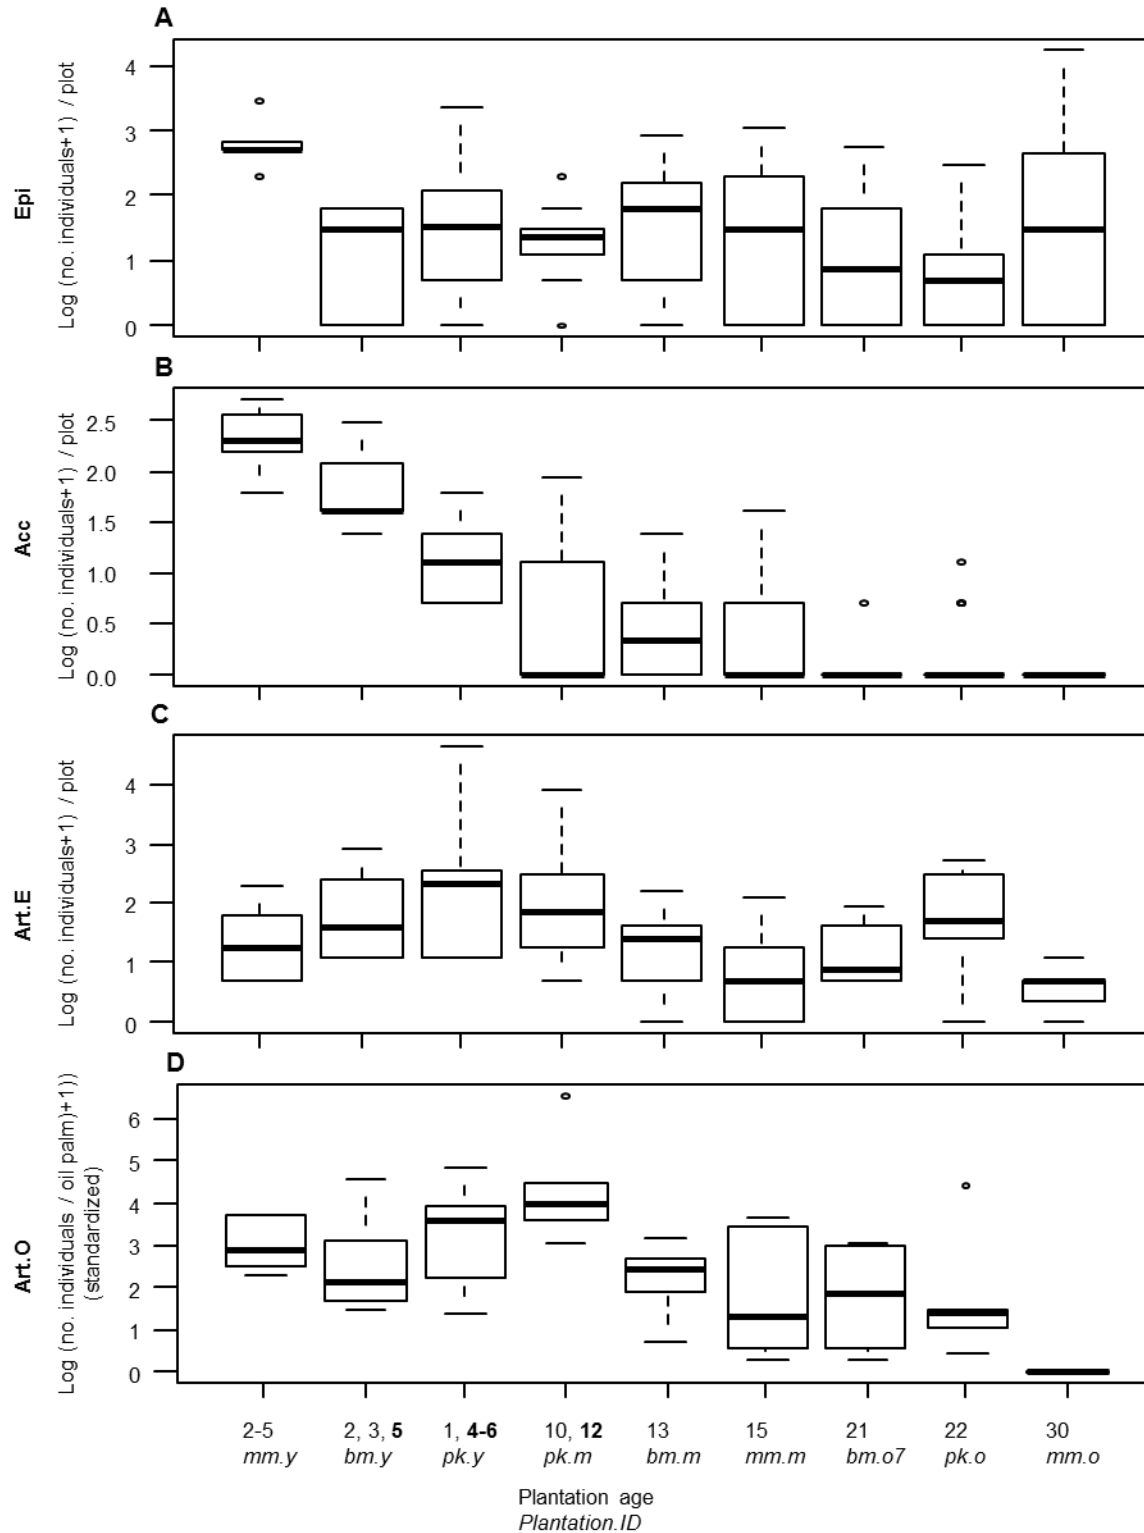 A
Epi
Log (no. individuals+1) / plot
4
3
2
1
0
B
Acc
Log (no. individuals+1) / plot
2.5
2.0
1.5
1.0
0.5
0.0
C
Art.E
Log (no. individuals+1) / plot
4
3
2
1
0
D
Art.O
Log (no. individuals / oil palm)+1))
(standardized)
6
5
4
3
2
1
0
2-5 2, 3, 5 1, 4-6 10, 12 13 15 21 22 30
mm.y bm.y pk.y pk.m bm.m mm.m bm.o7 pk.o mm.o
Plantation age
Plantation.ID